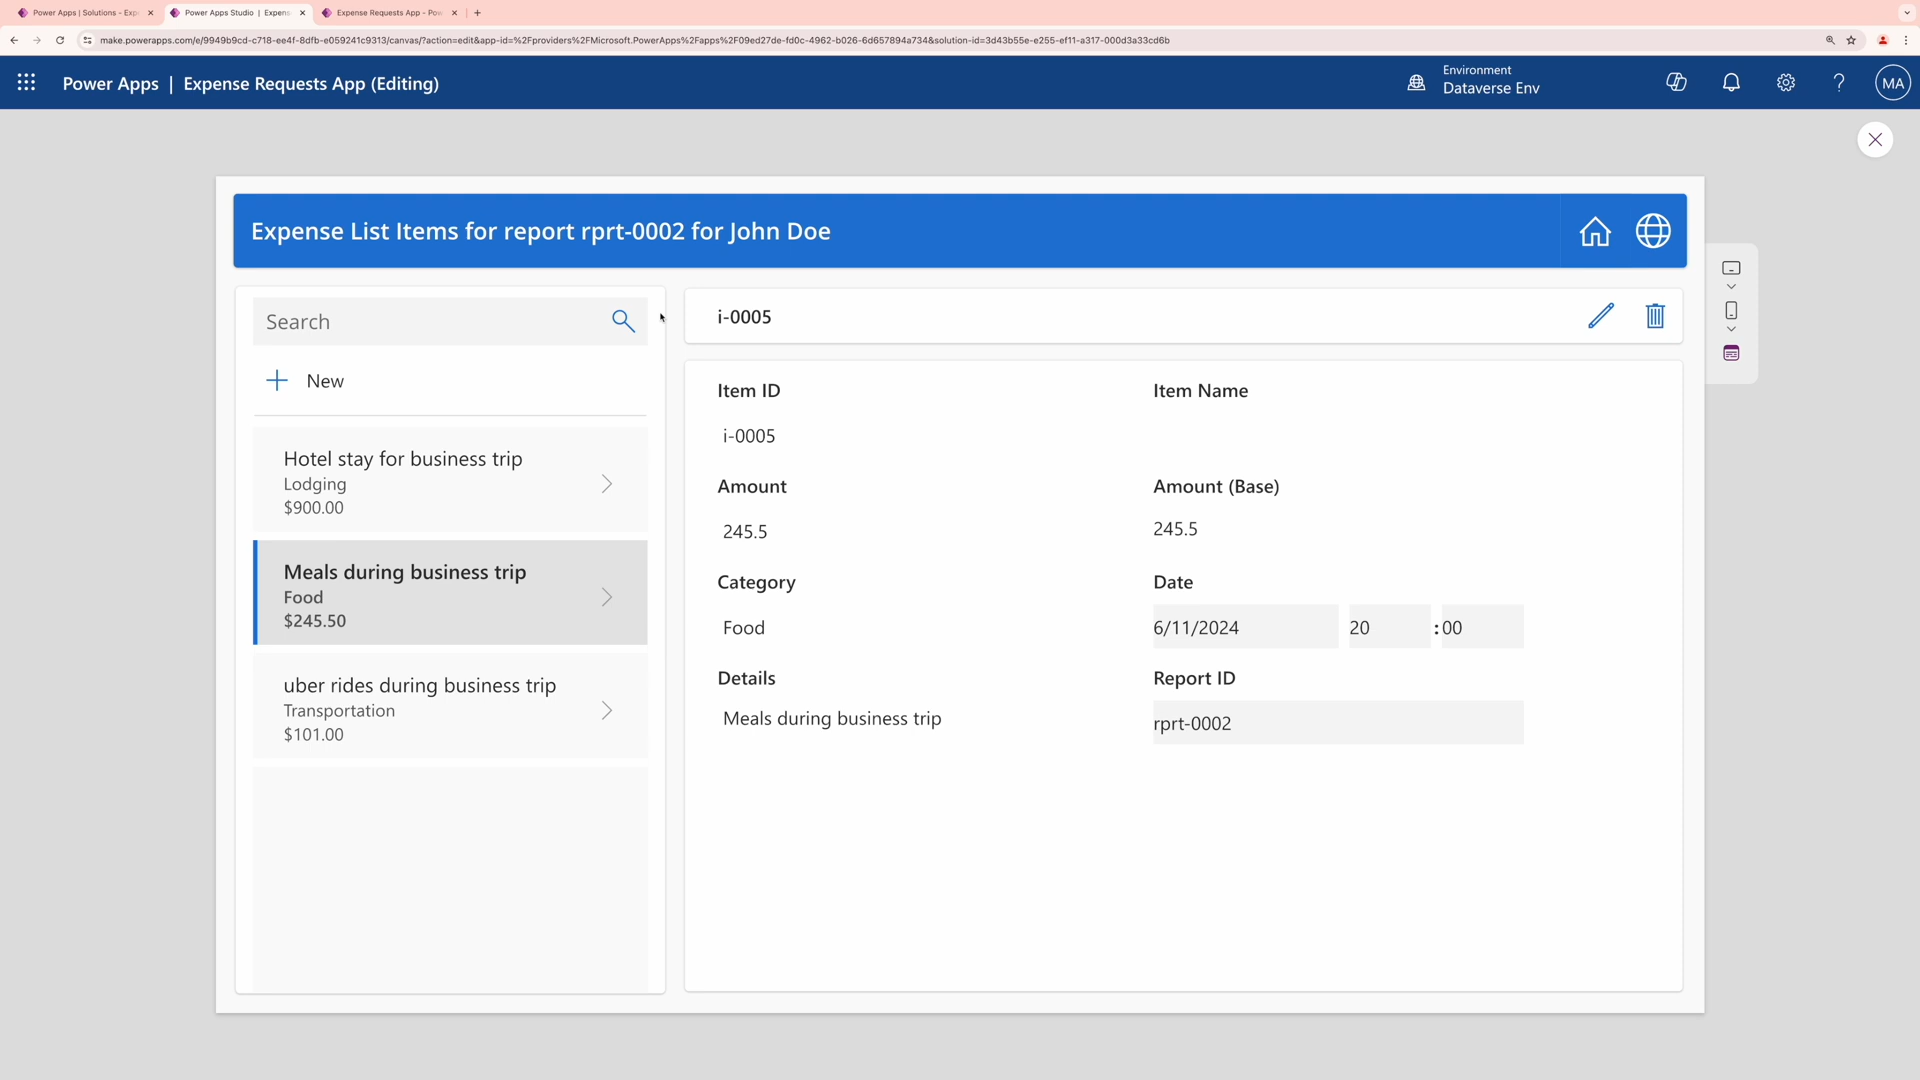 Power Apps | Solutions - Exp
Power Apps Studio | Expens
Expense Requests App - Pow
make.powerapps.com/e/9949b9cd-c718-ee4f-8dfb-e059241c9313/canvas/?action=edit&app-id=%2Fproviders%2FMicrosoft.PowerApps%2Fapps%2F09ed27de-fd0c-4962-b026-6d657894a734&solution-id=3d43b55e-e255-ef11-a317-000d3a33cd6b
Power Apps | Expense Requests App (Editing)
Environment
Dataverse Env
MA
Expense List Items for report rprt-0002 for John Doe
Search
New
Hotel stay for business trip
Lodging
$900.00
Meals during business trip
Food
$245.50
uber rides during business trip
Transportation
$101.00
i-0005
Item ID
Item Name
i-0005
Amount
Amount (Base)
245.5
245.5
Category
Date
Food
6/11/2024 20 : 00
Details
Report ID
Meals during business trip
rprt-0002